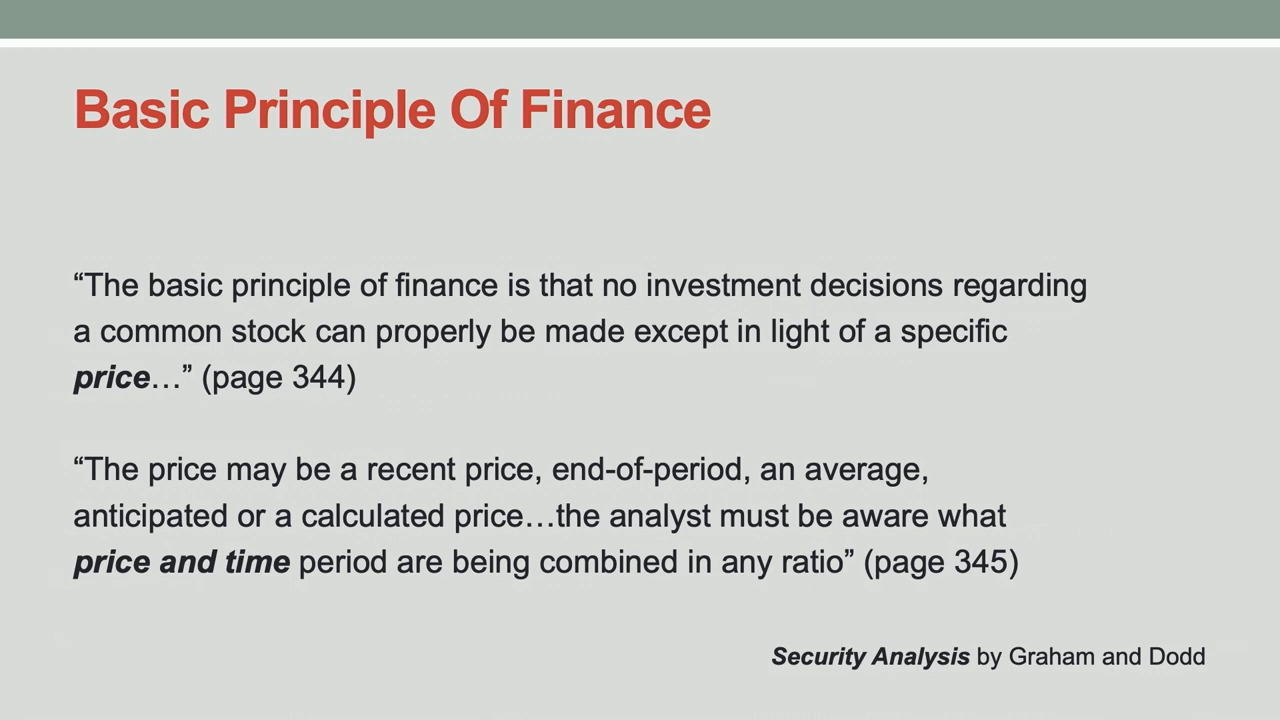 Basic Principle Of Finance
“The basic principle of finance is that no investment decisions regarding
a common stock can properly be made except in light of a specific
price…” (page 344)
“The price may be a recent price, end-of-period, an average,
anticipated or a calculated price…the analyst must be aware what
price and time period are being combined in any ratio” (page 345)
Security Analysis by Graham and Dodd